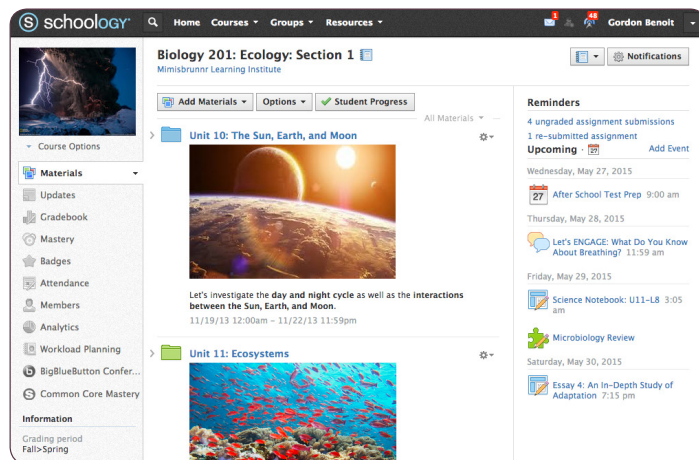 S schoology®
Home Courses Groups Resources
1
48
Gordon Benoit
Biology 201: Ecology: Section 1
Mimisbrunnr Learning Institute
Notifications
Course Options
Materials
Updates
Gradebook
Mastery
Badges
Attendance
Members
Analytics
Workload Planning
BigBlueButton Confer...
Common Core Mastery
Information
Grading period
Fall>Spring
Add Materials Options Student Progress
All Materials
Unit 10: The Sun, Earth, and Moon
Let's investigate the day and night cycle as well as the interactions
between the Sun, Earth, and Moon.
11/19/13 12:00am – 11/22/13 11:59pm
Unit 11: Ecosystems
Reminders
4 ungraded assignment submissions
1 re-submitted assignment
Upcoming · 27 Add Event
Wednesday, May 27, 2015
27 After School Test Prep 9:00 am
Thursday, May 28, 2015
Let's ENGAGE: What Do You Know
About Breathing? 11:59 am
Friday, May 29, 2015
Science Notebook: U11-L8 3:05
am
Microbiology Review
Saturday, May 30, 2015
Essay 4: An In-Depth Study of
Adaptation 7:15 pm